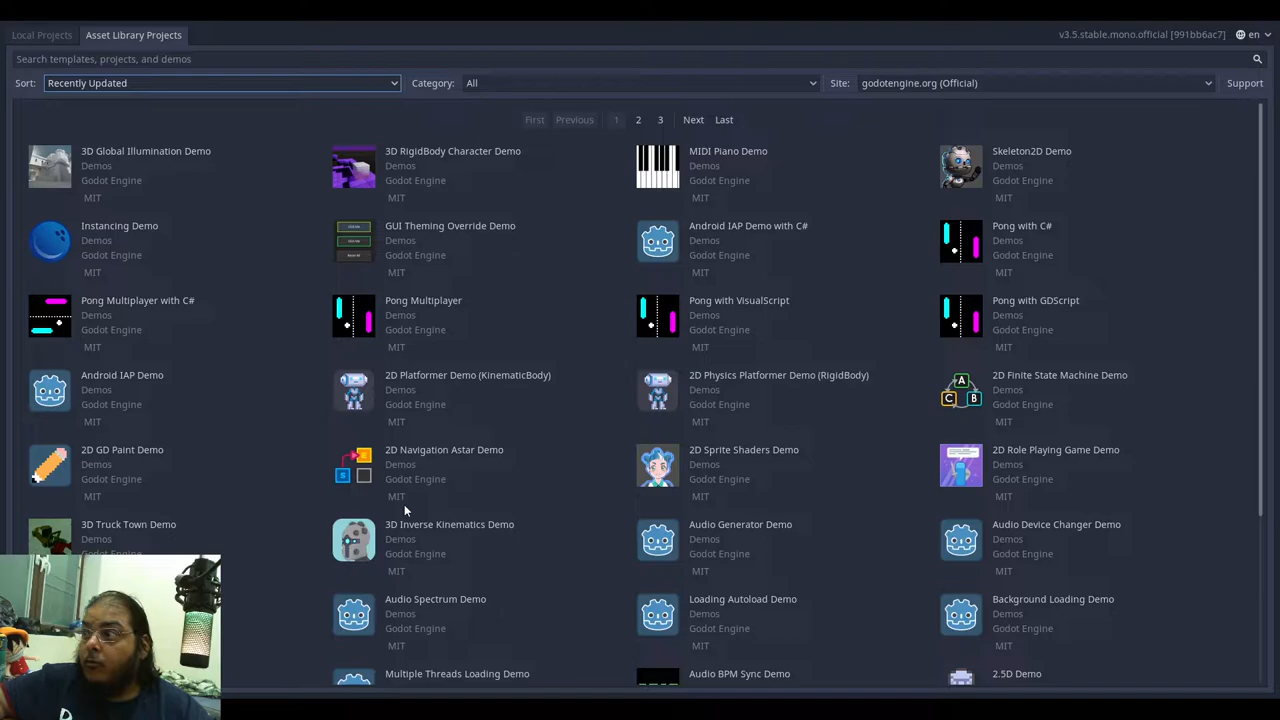 Local Projects
Asset Library Projects
v3.5.stable.mono.official [991bb6ac7]
en
Search templates, projects, and demos
Sort:
Recently Updated
Category:
All
Site:
godotengine.org (Official)
Support
First
Previous
1
2
3
Next
Last
3D Global Illumination Demo
Demos
Godot Engine
MIT
3D RigidBody Character Demo
Demos
Godot Engine
MIT
MIDI Piano Demo
Demos
Godot Engine
MIT
Skeleton2D Demo
Demos
Godot Engine
MIT
Instancing Demo
Demos
Godot Engine
MIT
GUI Theming Override Demo
Demos
Godot Engine
MIT
Android IAP Demo with C#
Demos
Godot Engine
MIT
Pong with C#
Demos
Godot Engine
MIT
Pong Multiplayer with C#
Demos
Godot Engine
MIT
Pong Multiplayer
Demos
Godot Engine
MIT
Pong with VisualScript
Demos
Godot Engine
MIT
Pong with GDScript
Demos
Godot Engine
MIT
Android IAP Demo
Demos
Godot Engine
MIT
2D Platformer Demo (KinematicBody)
Demos
Godot Engine
MIT
2D Physics Platformer Demo (RigidBody)
Demos
Godot Engine
MIT
A
C
B
2D Finite State Machine Demo
Demos
Godot Engine
MIT
2D GD Paint Demo
Demos
Godot Engine
MIT
S
2D Navigation Astar Demo
Demos
Godot Engine
MIT
2D Sprite Shaders Demo
Demos
Godot Engine
MIT
2D Role Playing Game Demo
Demos
Godot Engine
MIT
3D Truck Town Demo
Demos
Godot Engine
3D Inverse Kinematics Demo
Demos
Godot Engine
MIT
Audio Generator Demo
Demos
Godot Engine
MIT
Audio Device Changer Demo
Demos
Godot Engine
MIT
Audio Spectrum Demo
Demos
Godot Engine
MIT
Loading Autoload Demo
Demos
Godot Engine
MIT
Background Loading Demo
Demos
Godot Engine
MIT
Multiple Threads Loading Demo
Audio BPM Sync Demo
2.5D Demo